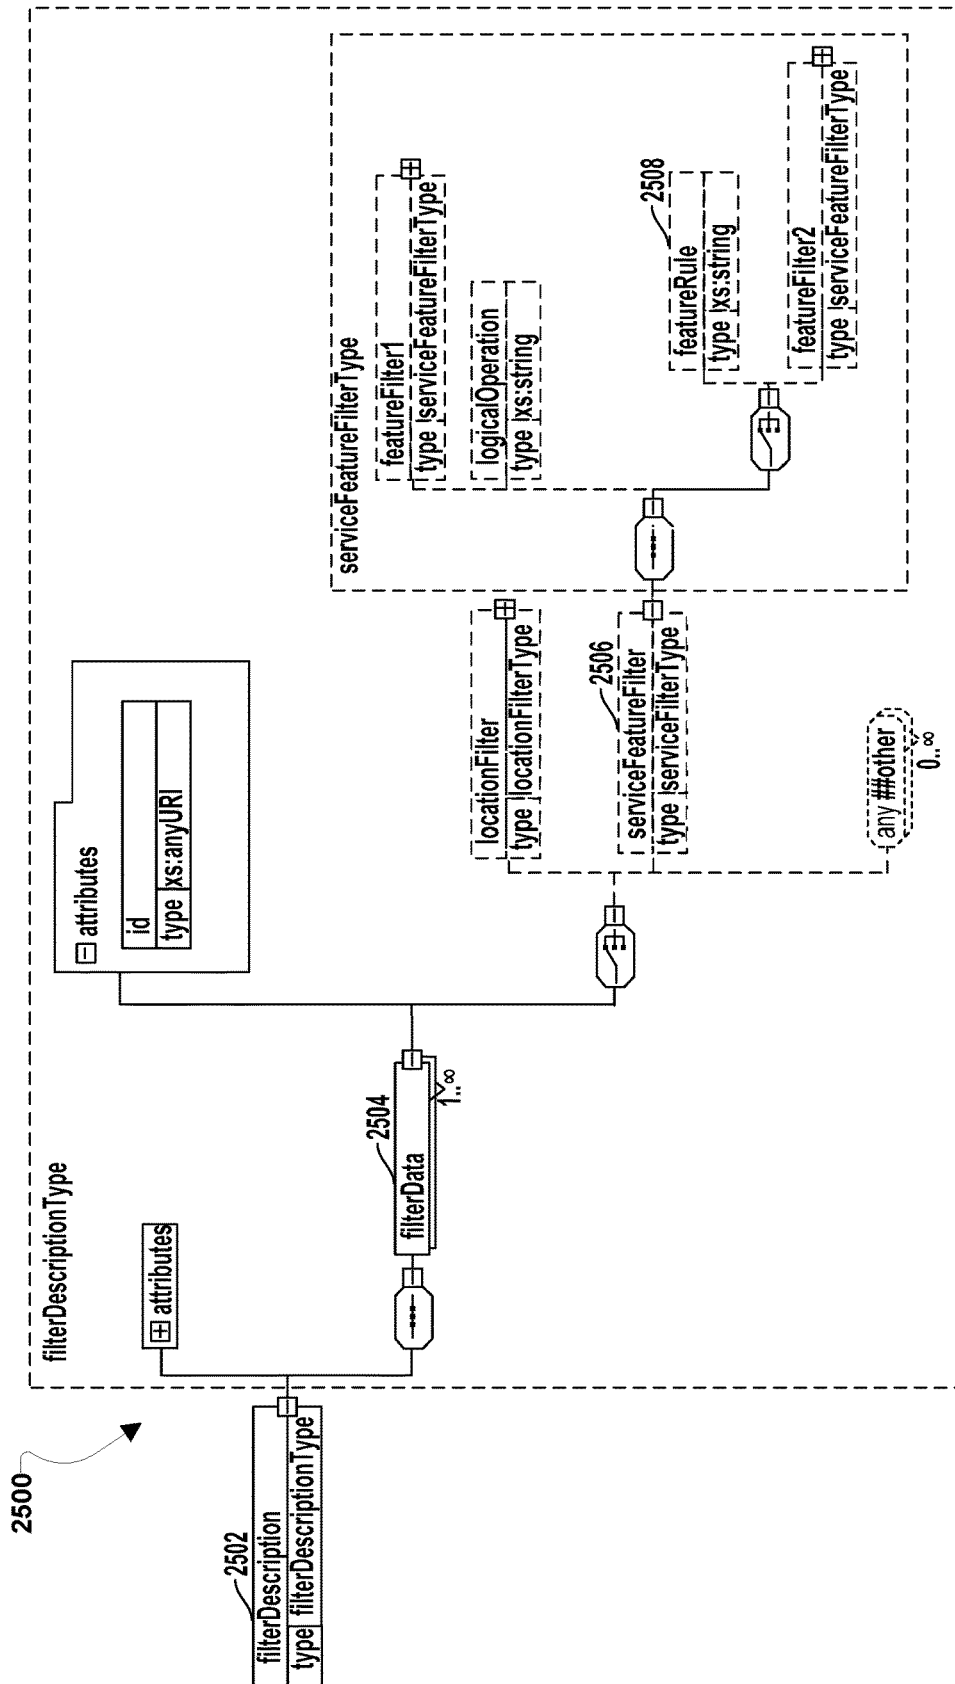 2500
2502
filterDescription
type filterDescriptionType
filterDescriptionType
+ attributes
2504
filterData
1..∞
− attributes
id
type xs:anyURI
locationFilter
type locationFilterType
2506
serviceFeatureFilter
type serviceFilterType
any ##other
0..∞
serviceFeatureFilterType
featureFilter1
type serviceFeatureFilterType
logicalOperation
type xs:string
2508
featureRule
type xs:string
featureFilter2
type serviceFeatureFilterType